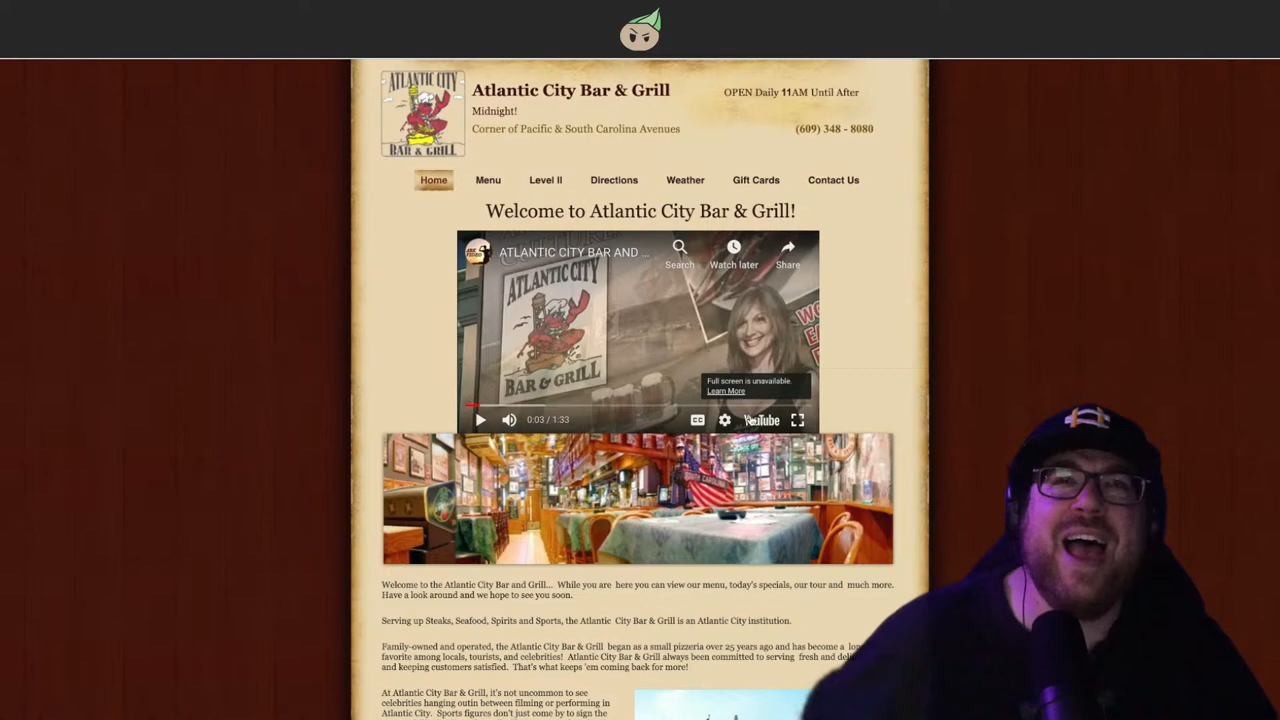 ATLANTIC CITY
BAR & GRILL
Atlantic City Bar & Grill
OPEN Daily 11AM Until After
Midnight!
Corner of Pacific & South Carolina Avenues
(609) 348 - 8080
Home
Menu
Level II
Directions
Weather
Gift Cards
Contact Us
Welcome to Atlantic City Bar & Grill!
ATLANTIC CITY BAR AND ...
Search
Watch later
Share
ATLANTIC CITY
BAR & GRILL
Full screen is unavailable.
Learn More
0:03 / 1:33
CC
YouTube
SOUTH CAROLINA
Welcome to the Atlantic City Bar and Grill... While you are here you can view our menu, today's specials, our tour and much more.
Have a look around and we hope to see you soon.
Serving up Steaks, Seafood, Spirits and Sports, the Atlantic City Bar & Grill is an Atlantic City institution.
Family-owned and operated, the Atlantic City Bar & Grill began as a small pizzeria over 25 years ago and has become a
favorite among locals, tourists, and celebrities! Atlantic City Bar & Grill always been committed to serving fresh and
and keeping customers satisfied. That's what keeps 'em coming back for more!
At Atlantic City Bar & Grill, it's not uncommon to see
celebrities hanging outin between filming or performing in
Atlantic City. Sports figures don't just come by to sign the